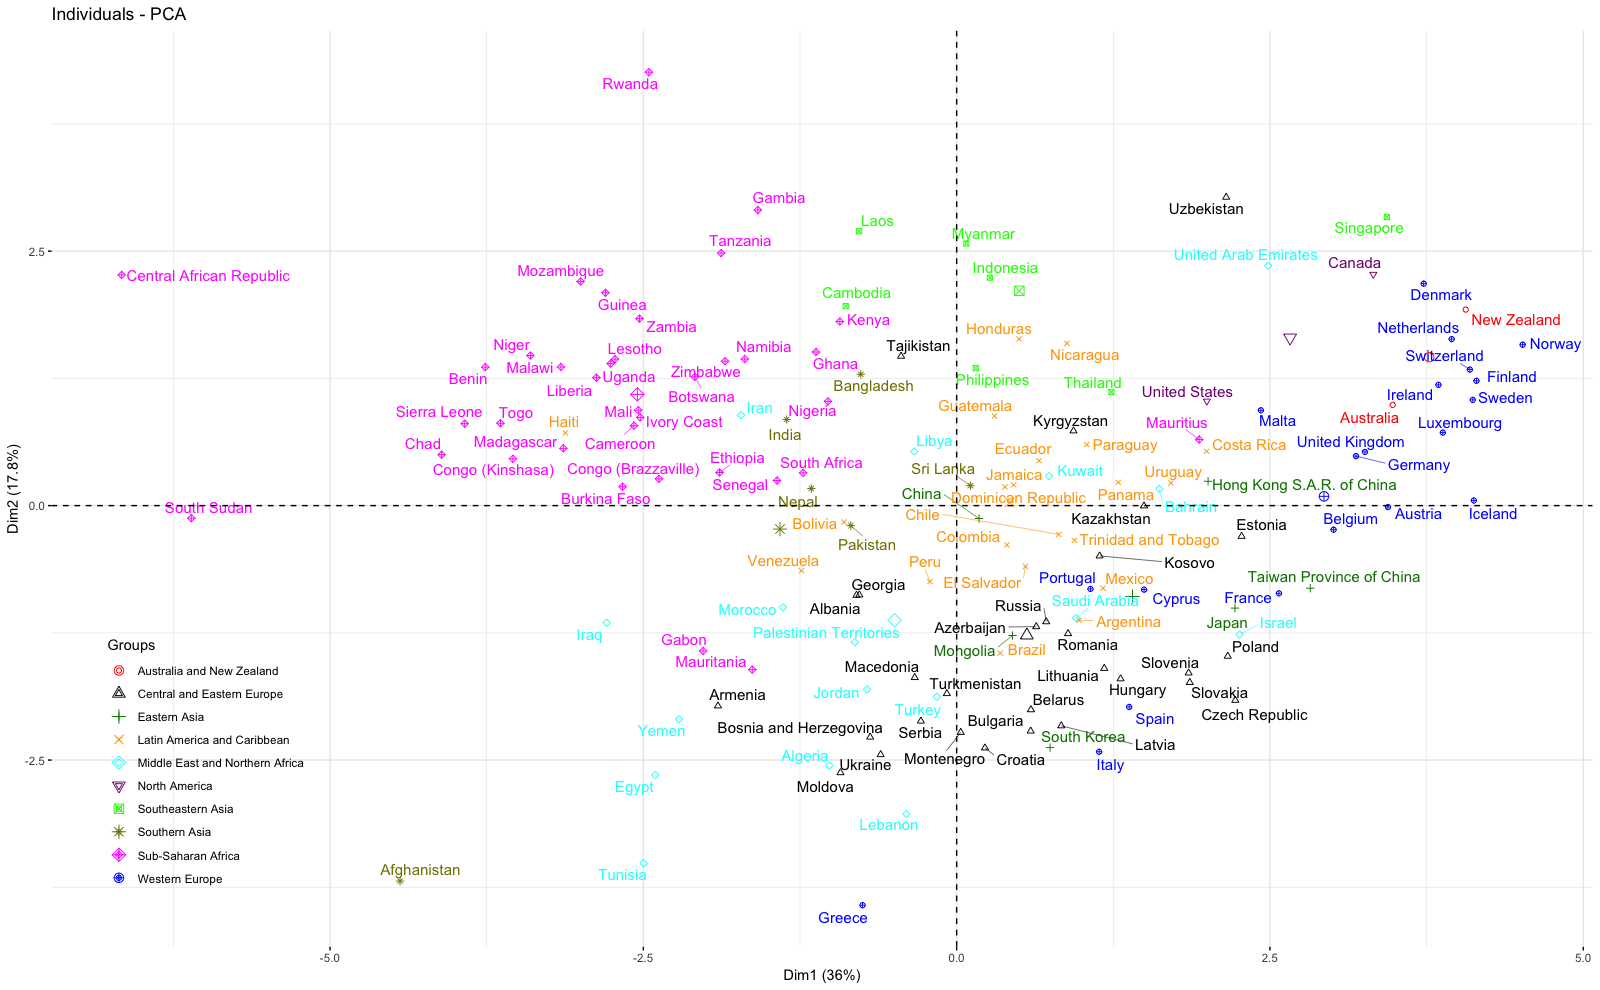 Individuals - PCA
Rwanda
Gambia
Uzbekistan
Laos
Singapore
Myanmar
Tanzania
United Arab Emirates
Canada
Indonesia
Mozambique
Central African Republic
Cambodia
Denmark
Guinea
Kenya
New Zealand
Zambia
Honduras
Netherlands
Norway
Niger
Lesotho
Namibia
Tajikistan
Nicaragua
Switzerland
Malawi
Ghana
Zimbabwe
Benin
Uganda
Philippines
Thailand
Finland
Bangladesh
Liberia
Botswana
United States
Ireland
Sweden
Guatemala
Iran
Nigeria
Sierra Leone
Togo
Mali
Australia
Haiti
Ivory Coast
Kyrgyzstan
Mauritius
Malta
Luxembourg
India
Chad
Madagascar
Cameroon
Libya
Ecuador
Paraguay
Costa Rica
United Kingdom
Ethiopia
South Africa
Germany
Congo (Kinshasa)
Congo (Brazzaville)
Sri Lanka
Jamaica
Kuwait
Uruguay
Senegal
Hong Kong S.A.R. of China
Burkina Faso
Nepal
China
Dominican Republic
Panama
Bahrain
South Sudan
Chile
Kazakhstan
Belgium
Austria
Iceland
Bolivia
Estonia
Pakistan
Colombia
Trinidad and Tobago
Venezuela
Peru
Kosovo
El Salvador
Portugal
Mexico
Taiwan Province of China
Georgia
Albania
Morocco
Russia
Saudi Arabia
Cyprus
France
Azerbaijan
Argentina
Japan
Israel
Iraq
Palestinian Territories
Gabon
Mongolia
Brazil
Romania
Poland
Mauritania
Macedonia
Lithuania
Slovenia
Turkmenistan
Hungary
Slovakia
Armenia
Jordan
Turkey
Belarus
Czech Republic
Yemen
Bosnia and Herzegovina
Serbia
Bulgaria
Spain
South Korea
Latvia
Algeria
Ukraine
Montenegro
Croatia
Italy
Egypt
Moldova
Lebanon
Afghanistan
Tunisia
Greece
Groups
Australia and New Zealand
Central and Eastern Europe
Eastern Asia
Latin America and Caribbean
Middle East and Northern Africa
North America
Southeastern Asia
Southern Asia
Sub-Saharan Africa
Western Europe
2.5
0.0
-2.5
Dim2 (17.8%)
-5.0
-2.5
0.0
2.5
5.0
Dim1 (36%)